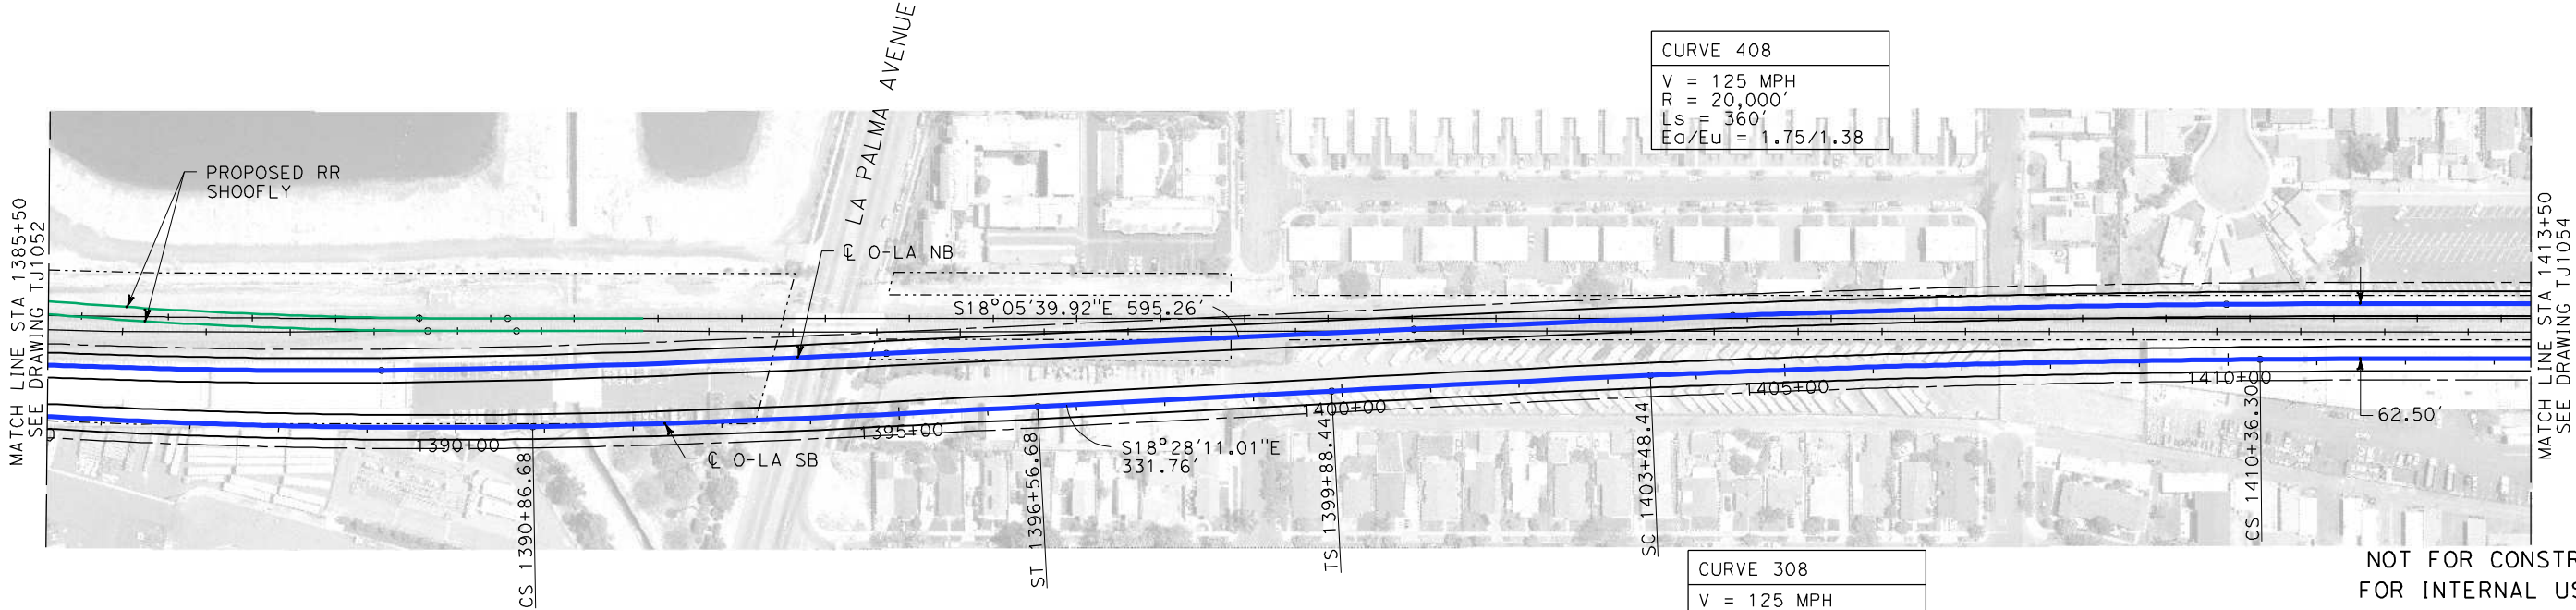 CURVE 408
V = 125 MPH
R = 20,000'
Ls = 360'
Ea/Eu = 1.75/1.38
LA PALMA AVENUE
PROPOSED RR
SHOOFLY
MATCH LINE STA 1385+50
SEE DRAWING TJ1052
℄ O-LA NB
S18°05'39.92"E 595.26'
MATCH LINE STA 1413+50
SEE DRAWING TJ1054
1390+00
1395+00
1400+00
1405+00
1410+00
℄ O-LA SB
S18°28'11.01"E
331.76'
62.50'
CS 1390+86.68
ST 1396+56.68
TS 1399+88.44
SC 1403+48.44
CS 1410+36.30
NOT FOR CONSTR
FOR INTERNAL US
CURVE 308
V = 125 MPH